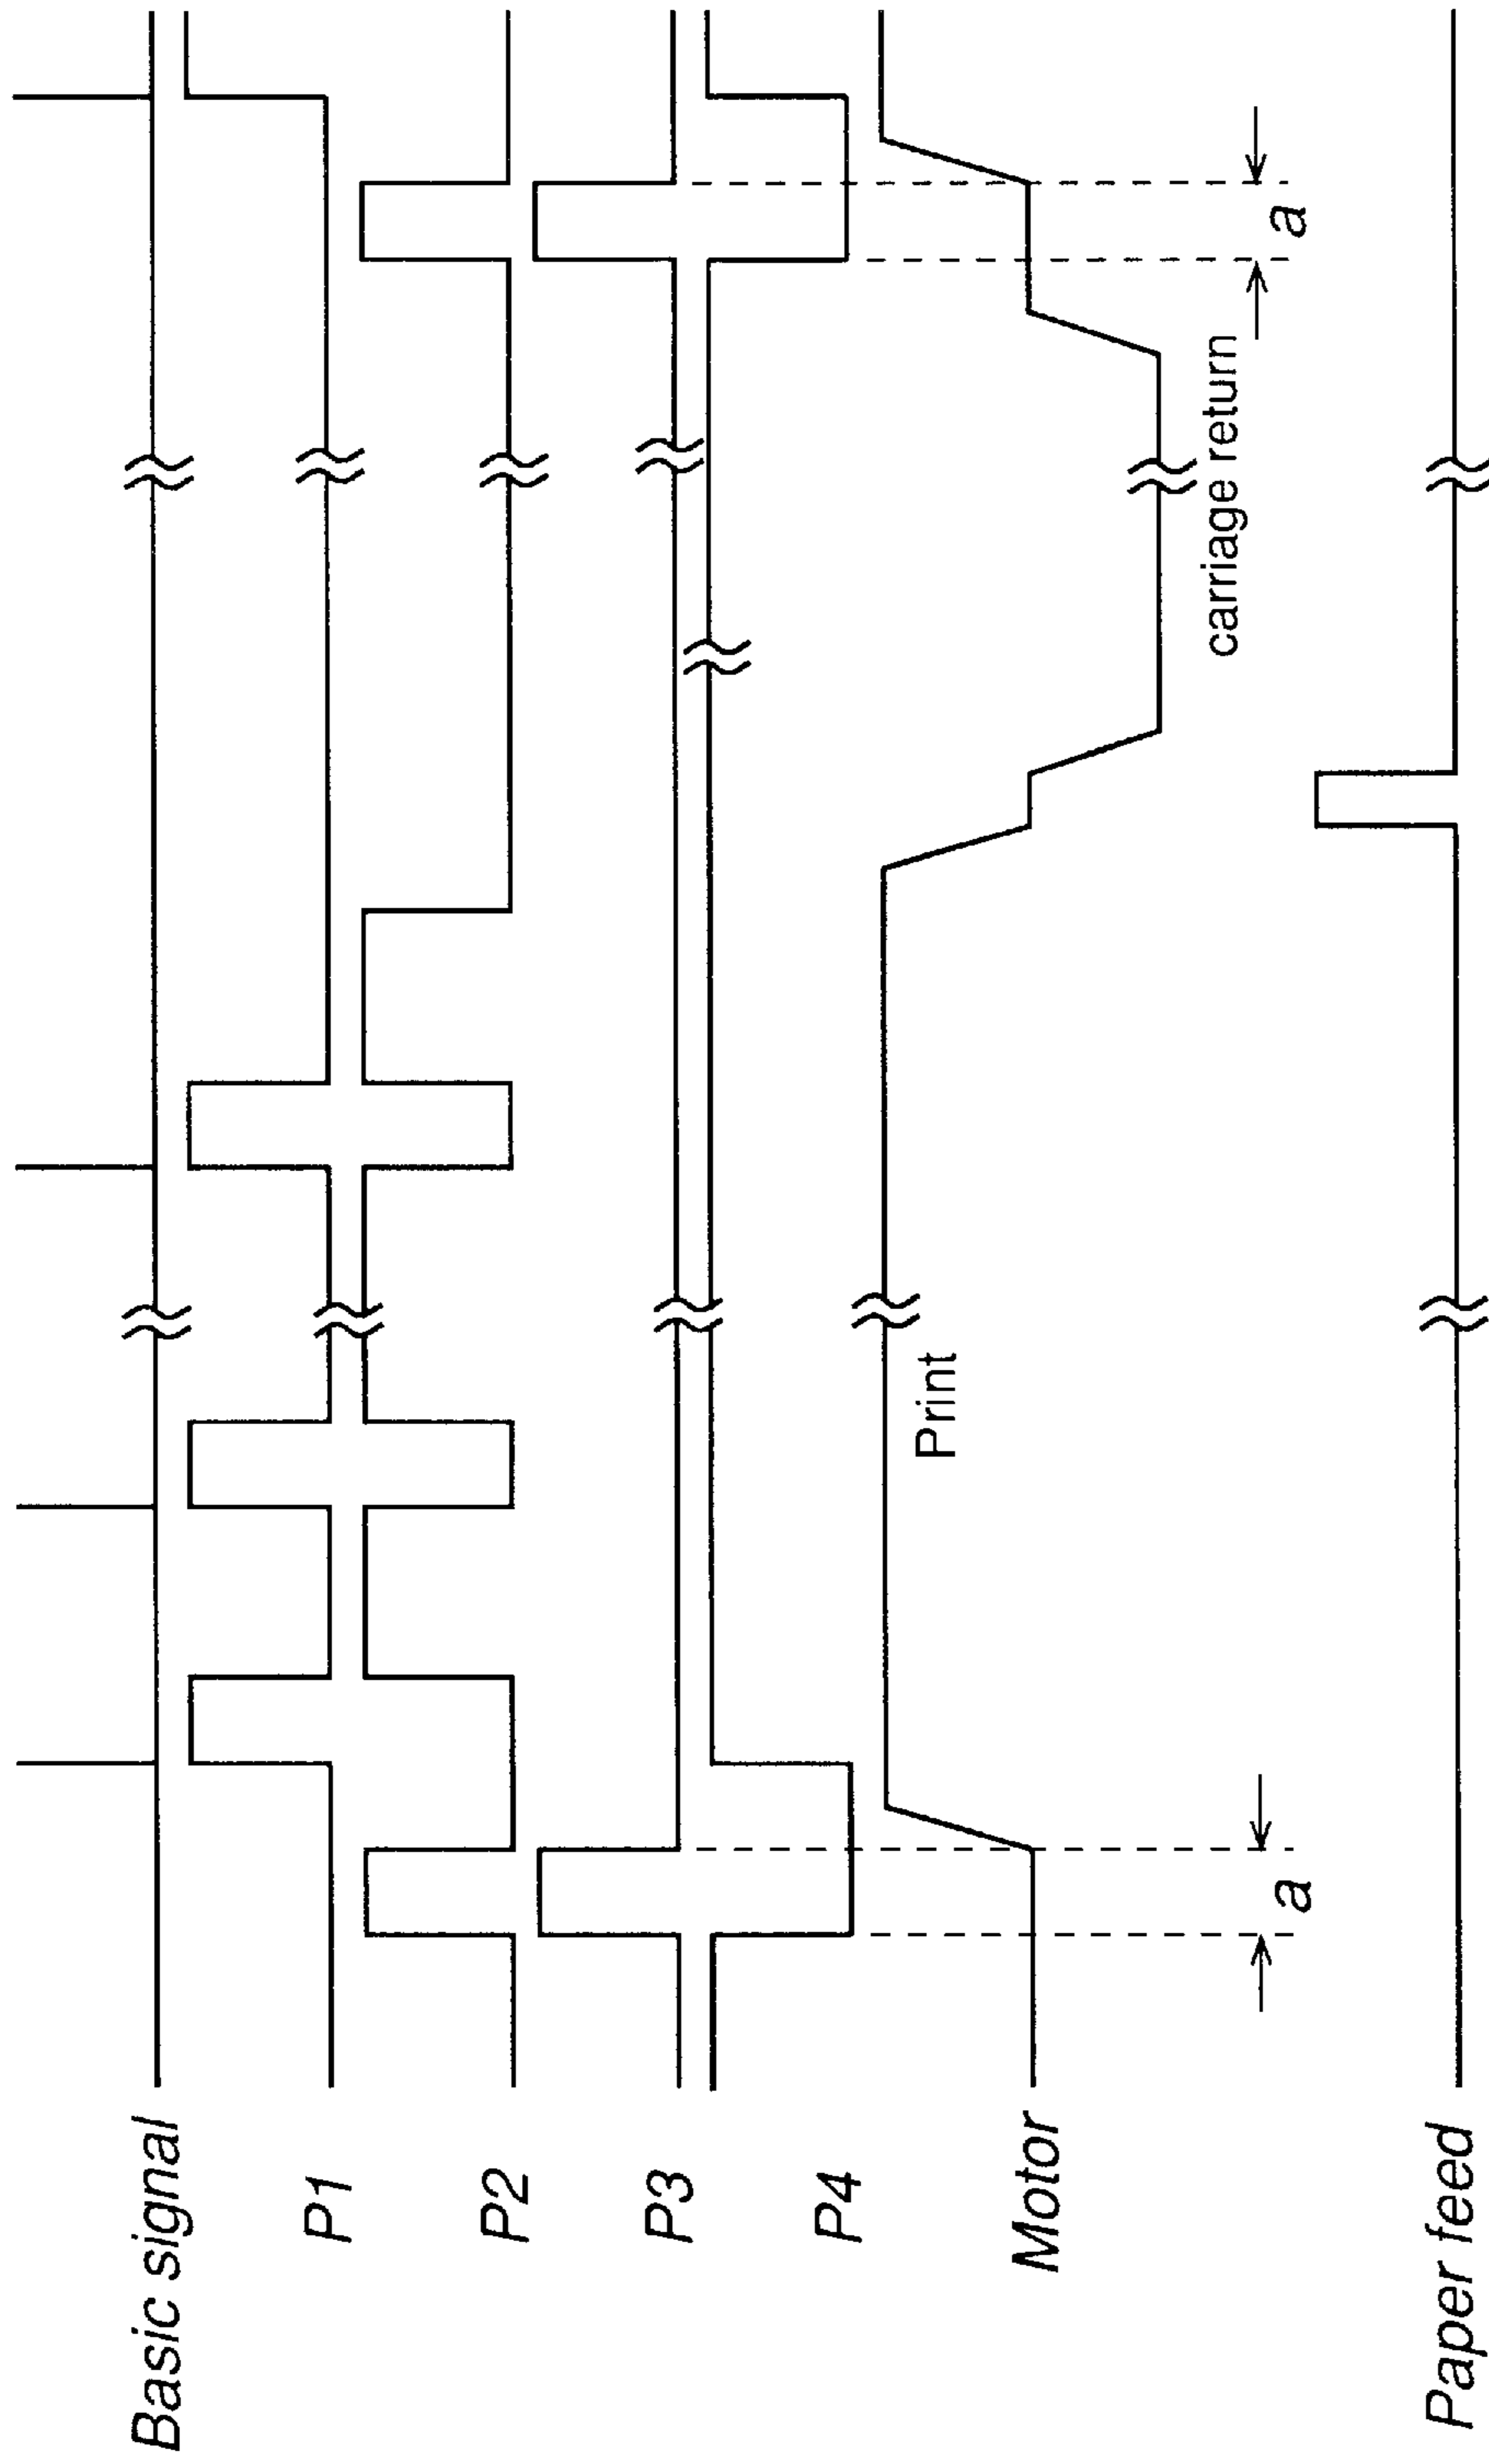 Basic signal
P1
P2
P3
P4
Motor
Print
carriage return
a
a
Paper feed